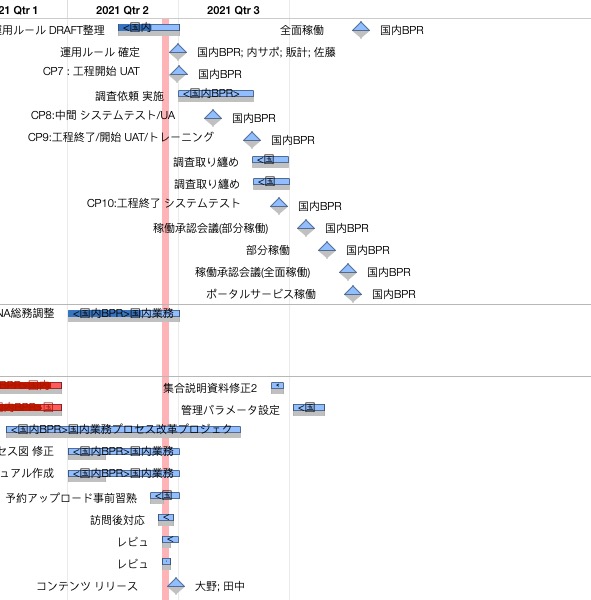 21 Qtr 1 2021 Qtr 2 2021 Qtr 3
運用ルール DRAFT整理 <国内 全面稼働 国内BPR
運用ルール 確定 国内BPR; 内サポ; 販計; 佐藤
CP7 : 工程開始 UAT 国内BPR
調査依頼 実施 <国内BPR>
CP8:中間 システムテスト/UA 国内BPR
CP9:工程終了/開始 UAT/トレーニング 国内BPR
調査取り纏め <国
調査取り纏め <国
CP10:工程終了 システムテスト 国内BPR
稼働承認会議(部分稼働) 国内BPR
部分稼働 国内BPR
稼働承認会議(全面稼働) 国内BPR
ポータルサービス稼働 国内BPR
NA総務調整 <国内BPR>国内業務
集合説明資料修正2 <
管理パラメータ設定 <国
<国内BPR>国内業務プロセス改革プロジェク
セス図 修正 <国内BPR>国内業務
ュアル作成 <国内BPR>国内業務
予約アップロード事前習熟 <国
訪問後対応 <
レビュ <
レビュ
コンテンツ リリース 大野; 田中